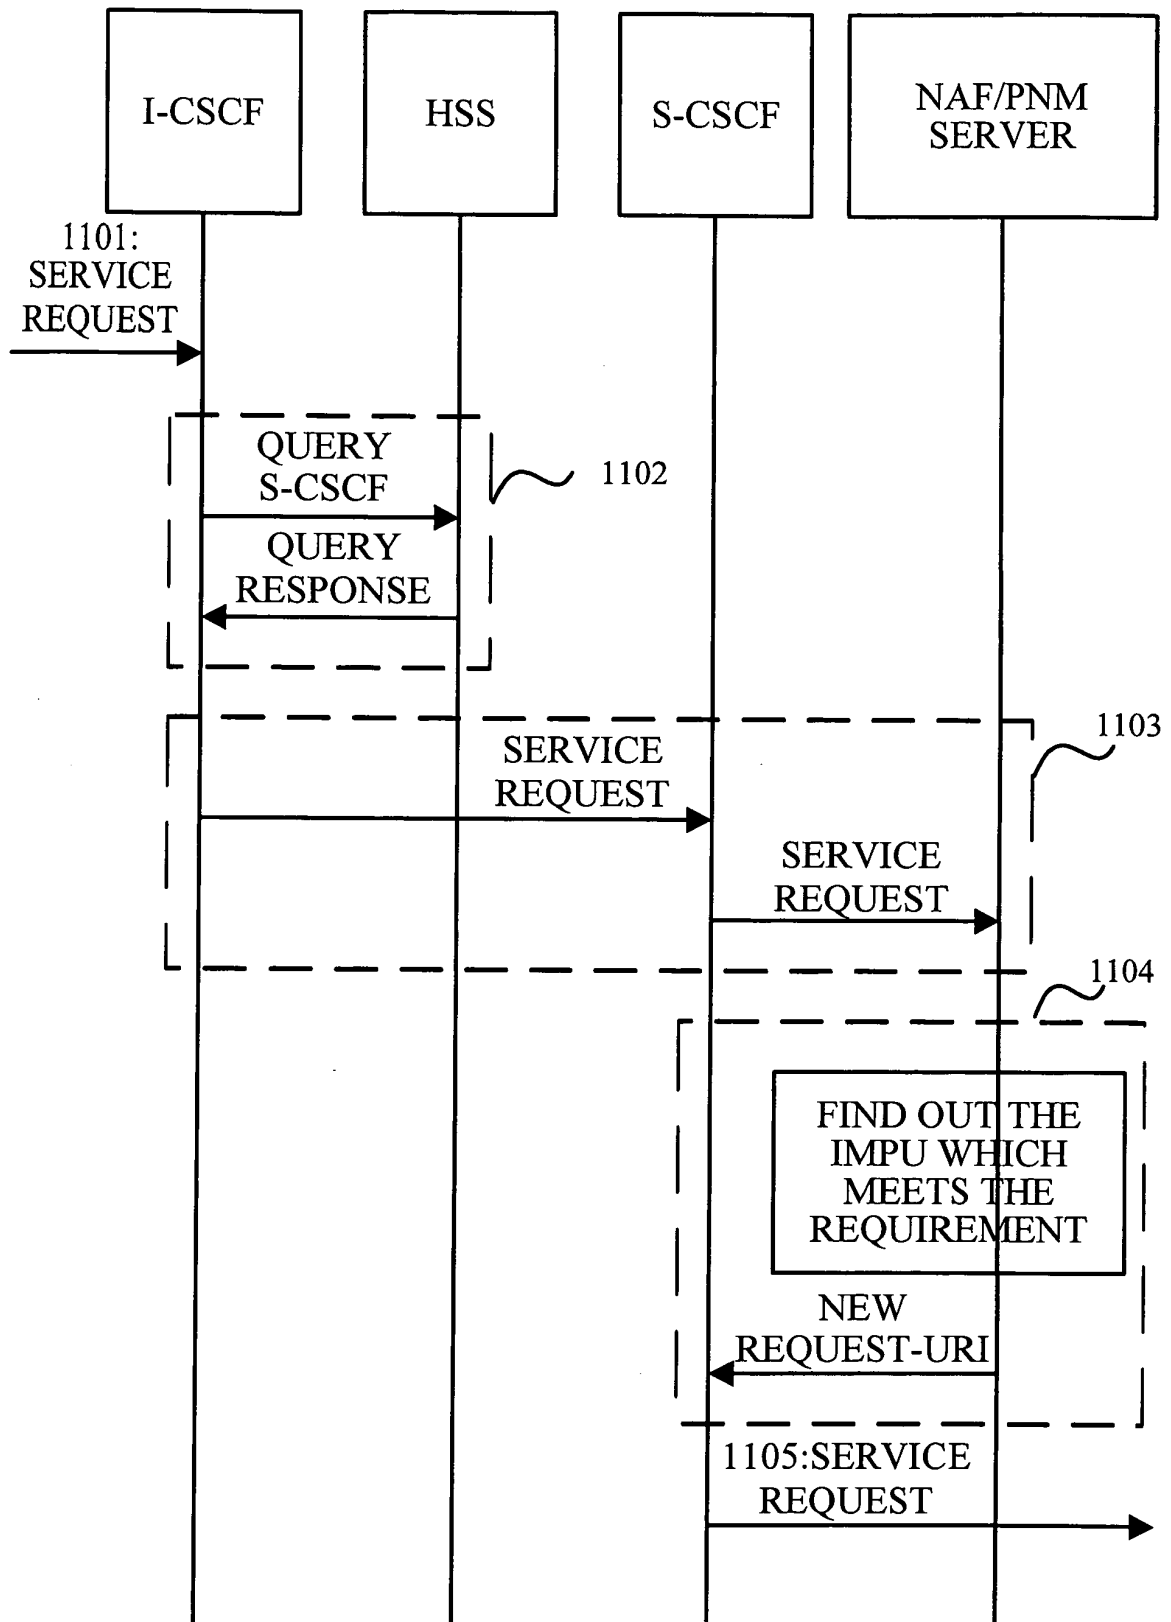 I-CSCF
HSS
S-CSCF
NAF/PNM
SERVER
1101:
SERVICE
REQUEST
QUERY
S-CSCF
1102
QUERY
RESPONSE
1103
SERVICE
REQUEST
SERVICE
REQUEST
1104
FIND OUT THE
IMPU WHICH
MEETS THE
REQUIREMENT
NEW
REQUEST-URI
1105:SERVICE
REQUEST